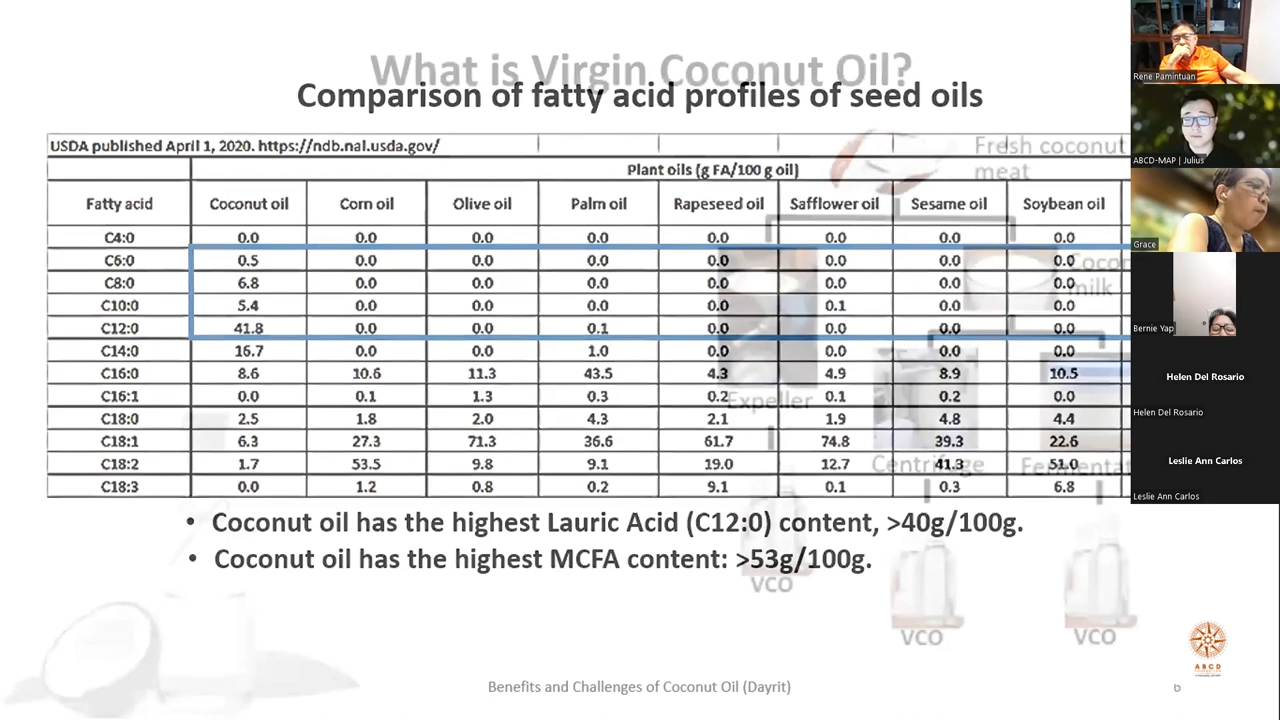 What is Virgin Coconut Oil?
Comparison of fatty acid profiles of seed oils
USDA published April 1, 2020. https://ndb.nal.usda.gov/
Plant oils (g FA/100 g oil)
Fatty acid Coconut oil Corn oil Olive oil Palm oil Rapeseed oil Safflower oil Sesame oil Soybean oil
C4:0 0.0 0.0 0.0 0.0 0.0 0.0 0.0 0.0
C6:0 0.5 0.0 0.0 0.0 0.0 0.0 0.0 0.0
C8:0 6.8 0.0 0.0 0.0 0.0 0.0 0.0 0.0
C10:0 5.4 0.0 0.0 0.0 0.0 0.1 0.0 0.0
C12:0 41.8 0.0 0.0 0.1 0.0 0.0 0.0 0.0
C14:0 16.7 0.0 0.0 1.0 0.0 0.0 0.0 0.0
C16:0 8.6 10.6 11.3 43.5 4.3 4.9 8.9 10.5
C16:1 0.0 0.1 1.3 0.3 0.2 0.1 0.2 0.0
C18:0 2.5 1.8 2.0 4.3 2.1 1.9 4.8 4.4
C18:1 6.3 27.3 71.3 36.6 61.7 74.8 39.3 22.6
C18:2 1.7 53.5 9.8 9.1 19.0 12.7 41.3 51.0
C18:3 0.0 1.2 0.8 0.2 9.1 0.1 0.3 6.8
• Coconut oil has the highest Lauric Acid (C12:0) content, >40g/100g.
• Coconut oil has the highest MCFA content: >53g/100g.
Fresh coconut
meat
milk
Expeller
Centrifuge
VCO
VCO
VCO
Benefits and Challenges of Coconut Oil (Dayrit)
6
ABCD
Rene Pamintuan
ABCD-MAP | Julius
Grace
Bernie Yap
Helen Del Rosario
Helen Del Rosario
Leslie Ann Carlos
Leslie Ann Carlos